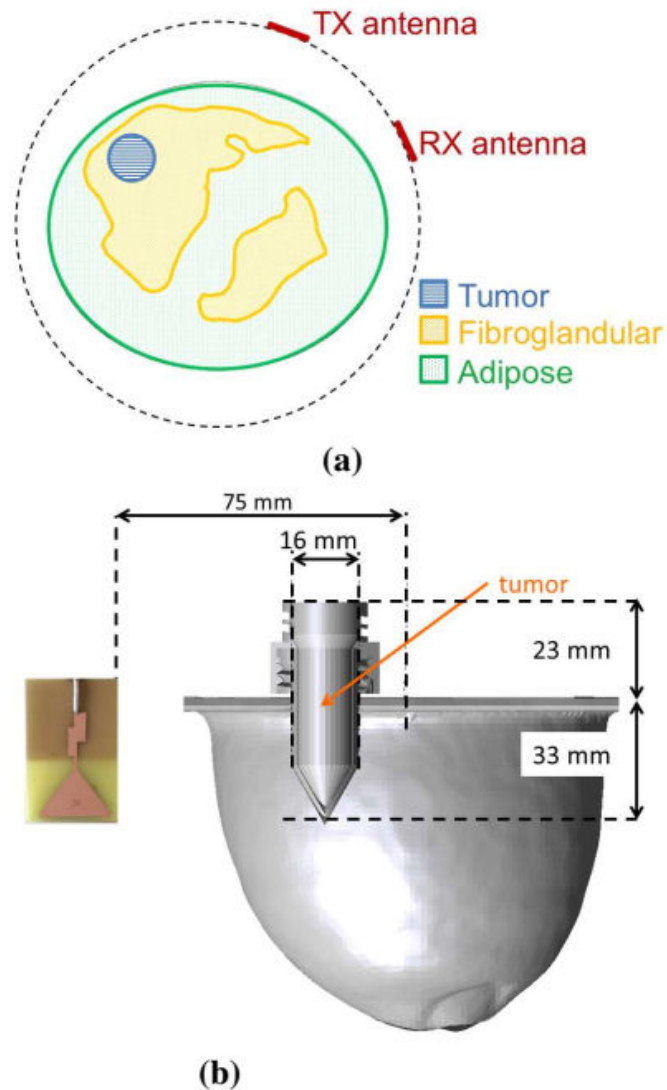 TX antenna
RX antenna
Tumor
Fibroglandular
Adipose
(a)
75 mm
16 mm
tumor
23 mm
33 mm
(b)